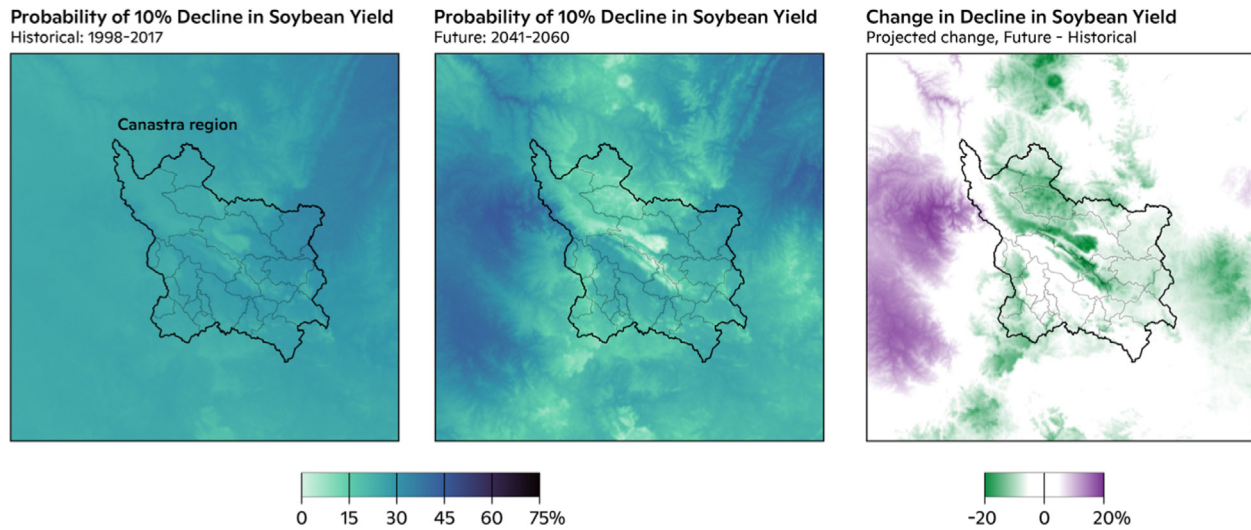 Probability of 10% Decline in Soybean Yield
Historical: 1998-2017
Canastra region
Probability of 10% Decline in Soybean Yield
Future: 2041-2060
Change in Decline in Soybean Yield
Projected change, Future - Historical
0 15 30 45 60 75%
-20 0 20%